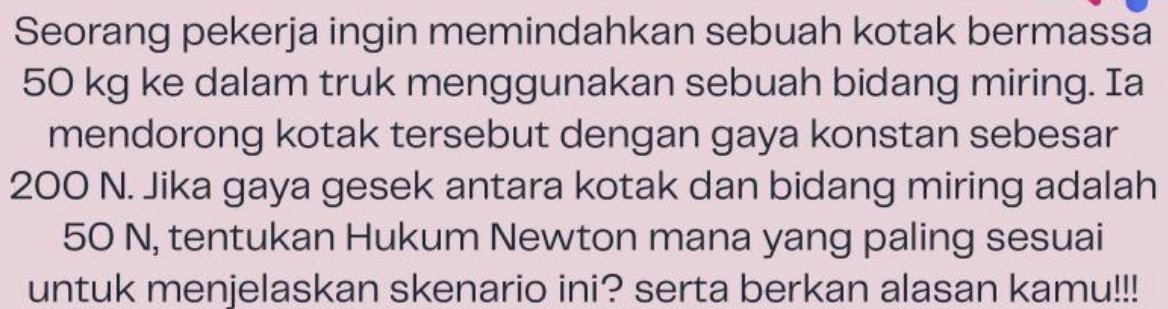 Seorang pekerja ingin memindahkan sebuah kotak bermassa
50 kg ke dalam truk menggunakan sebuah bidang miring. Ia
mendorong kotak tersebut dengan gaya konstan sebesar
200 N. Jika gaya gesek antara kotak dan bidang miring adalah
50 N, tentukan Hukum Newton mana yang paling sesuai
untuk menjelaskan skenario ini? serta berkan alasan kamu!!!